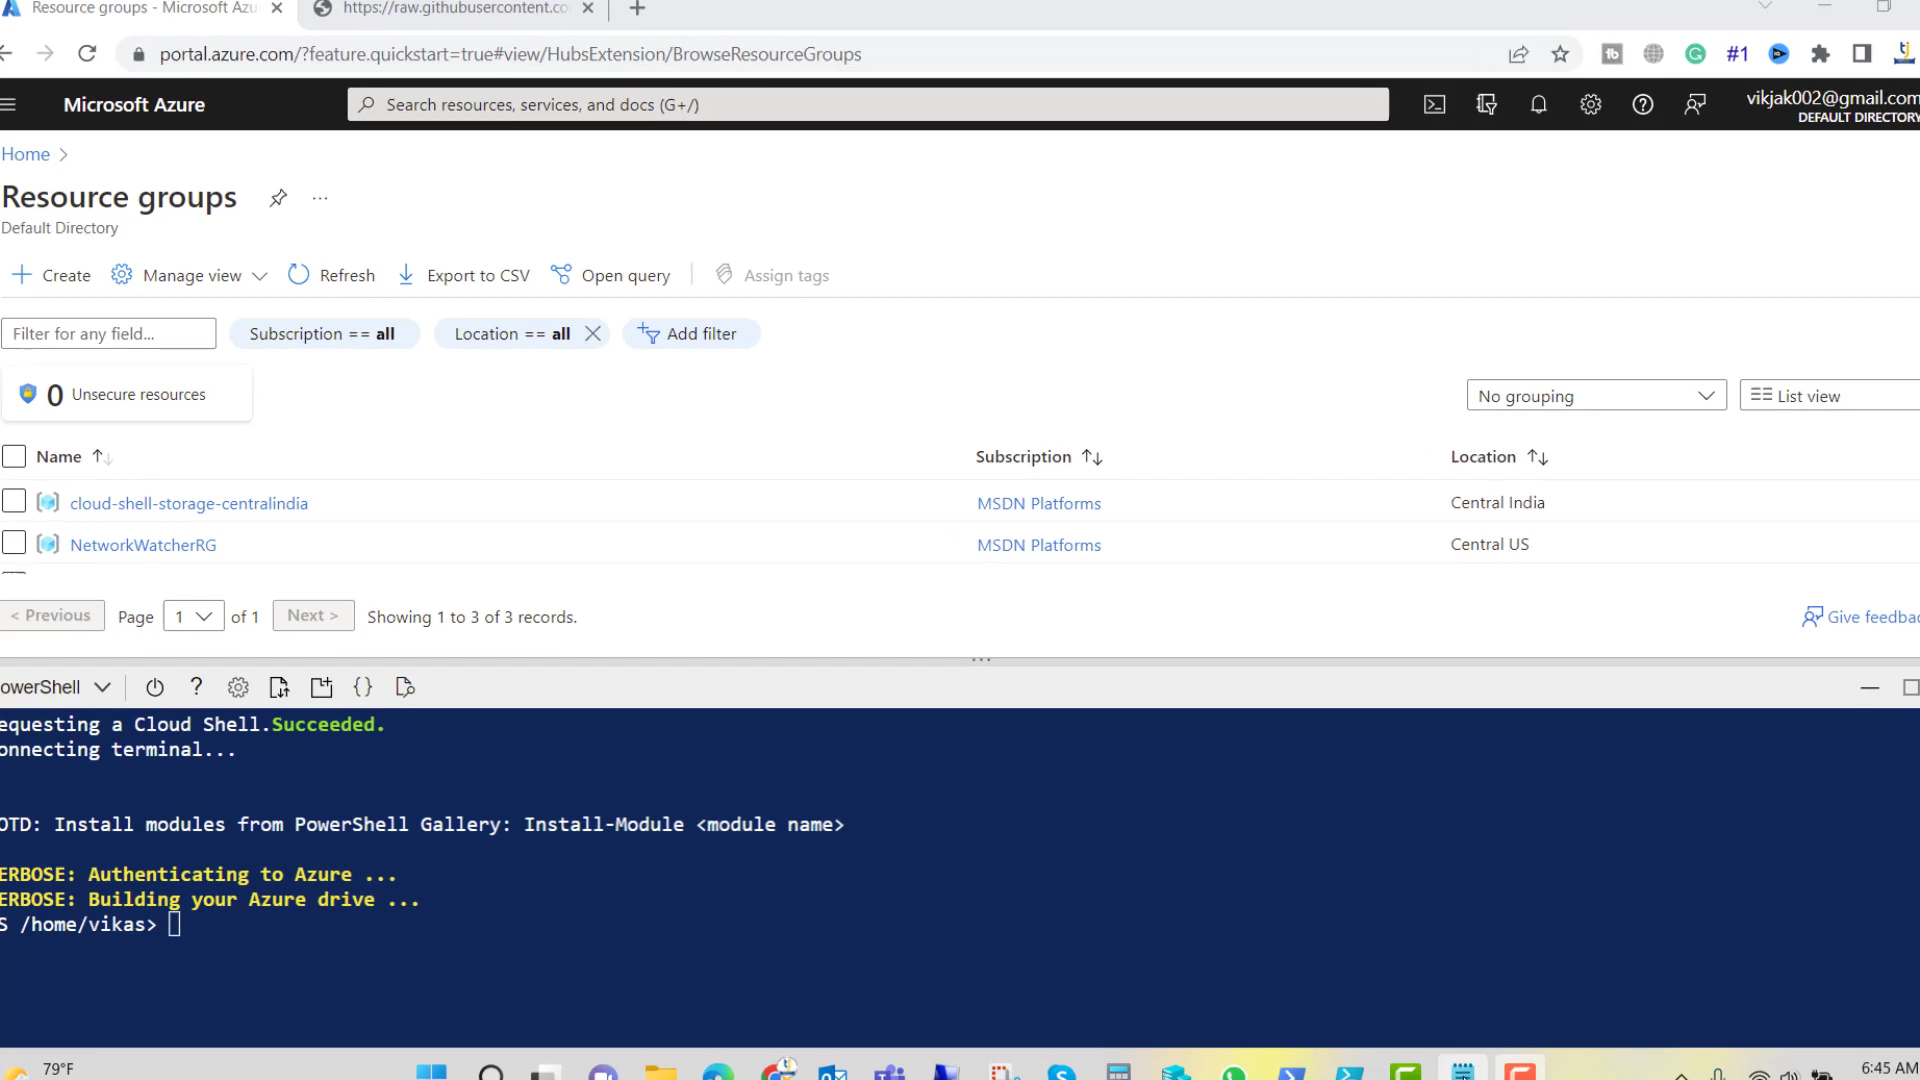 Resource groups - Microsoft Azu
https://raw.githubusercontent.co
portal.azure.com/?feature.quickstart=true#view/HubsExtension/BrowseResourceGroups
#1
Microsoft Azure
Search resources, services, and docs (G+/)
vikjak002@gmail.com
DEFAULT DIRECTORY
Home >
Resource groups
...
Default Directory
Create
Manage view
Refresh
Export to CSV
Open query
Assign tags
Filter for any field...
Subscription == all
Location == all
Add filter
0 Unsecure resources
No grouping
List view
Name
Subscription
Location
cloud-shell-storage-centralindia
MSDN Platforms
Central India
NetworkWatcherRG
MSDN Platforms
Central US
< Previous
Page
1
of 1
Next >
Showing 1 to 3 of 3 records.
Give feedbac
owerShell
equesting a Cloud Shell.Succeeded.
onnecting terminal...
OTD: Install modules from PowerShell Gallery: Install-Module <module name>
ERBOSE: Authenticating to Azure ...
ERBOSE: Building your Azure drive ...
S /home/vikas>
79°F
6:45 AM